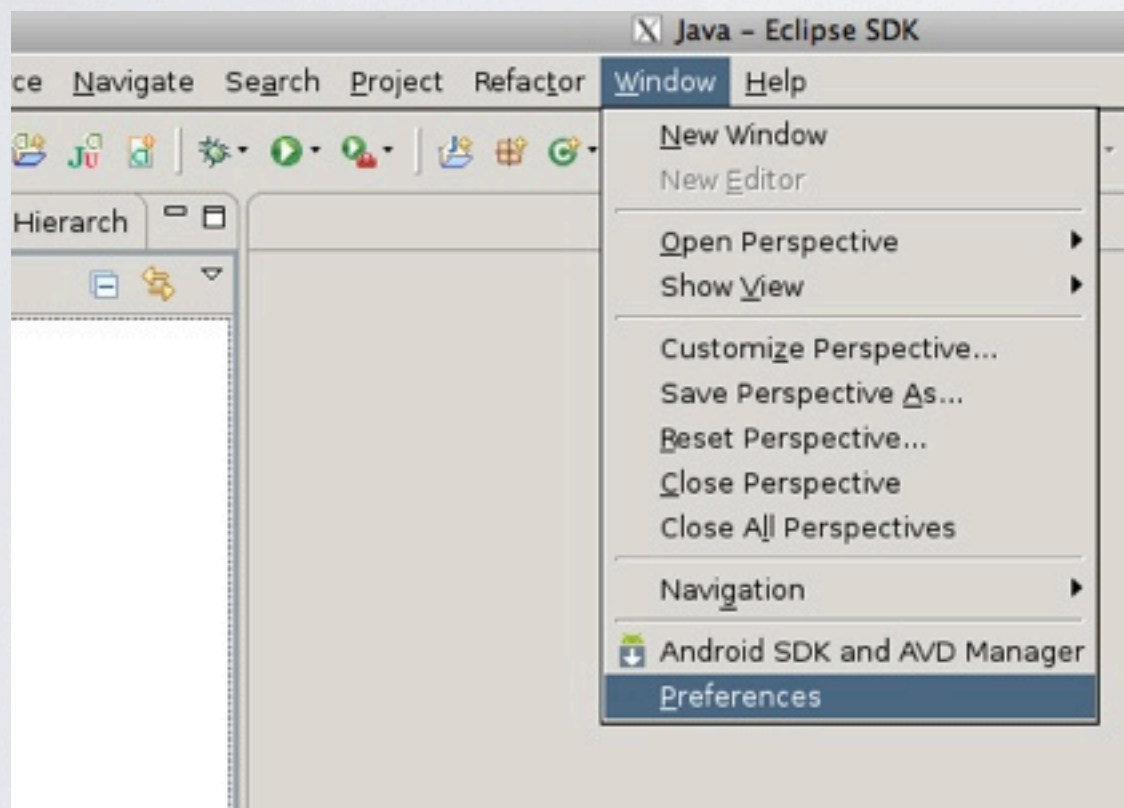 Java – Eclipse SDK
ce Navigate Search Project Refactor Window Help
Hierarch
New Window
New Editor
Open Perspective
Show View
Customize Perspective...
Save Perspective As...
Reset Perspective...
Close Perspective
Close All Perspectives
Navigation
Android SDK and AVD Manager
Preferences